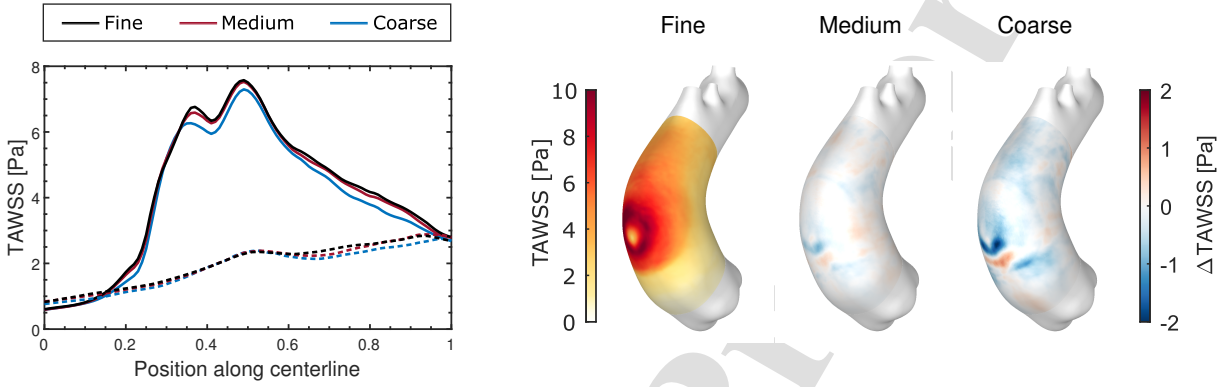 Fine Medium Coarse
TAWSS [Pa]
8
6
4
2
0
0 0.2 0.4 0.6 0.8 1
Position along centerline
Fine Medium Coarse
TAWSS [Pa]
10
8
6
4
2
0
2
1
0
-1
-2
Δ TAWSS [Pa]